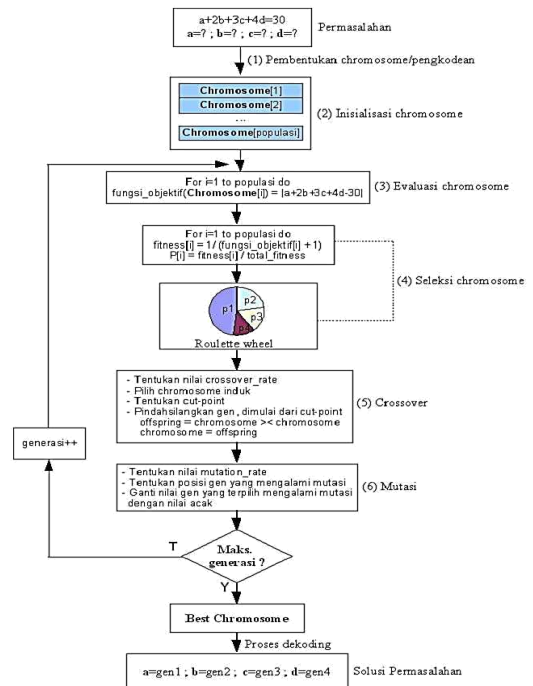 a+2b+3c+4d=30
a=? ; b=? ; c=? ; d=?
Permasalahan
(1) Pembentukan chromosome/pengkodean
Chromosome[1]
Chromosome[2]
...
Chromosome[populasi]
(2) Inisialisasi chromosome
For i=1 to populasi do
fungsi_objektif(Chromosome[i]) = |a+2b+3c+4d-30|
(3) Evaluasi chromosome
For i=1 to populasi do
fitness[i] = 1/ (fungsi_objektif[i] + 1)
P[i] = fitness[i] / total_fitness
(4) Seleksi chromosome
p1
p2
p3
p4
Roulette wheel
- Tentukan nilai crossover_rate
- Pilih chromosome induk
- Tentukan cut-point
- Pindahsilangkan gen, dimulai dari cut-point
offspring = chromosome >< chromosome
chromosome = offspring
(5) Crossover
generasi++
- Tentukan nilai mutation_rate
- Tentukan posisi gen yang mengalami mutasi
- Ganti nilai gen yang terpilih mengalami mutasi
dengan nilai acak
(6) Mutasi
T
Maks.
generasi ?
Y
Best Chromosome
Proses dekoding
a=gen1 ; b=gen2 ; c=gen3 ; d=gen4
Solusi Permasalahan